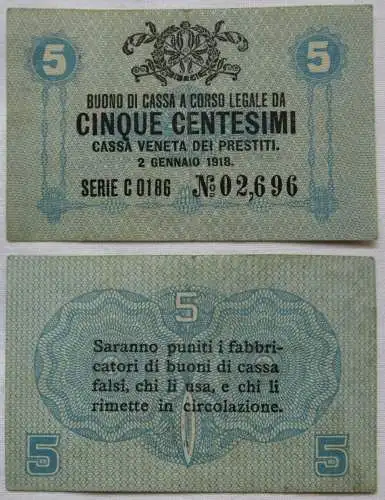 5 5
BUONO DI CASSA A CORSO LEGALE DA
CINQUE CENTESIMI
CASSA VENETA DEI PRESTITI.
2 GENNAIO 1918.
SERIE C 0186 No 02,696
5
Saranno puniti i fabbri-
catori di buoni di cassa
falsi, chi li usa, e chi li
rimette in circolazione.
5 5